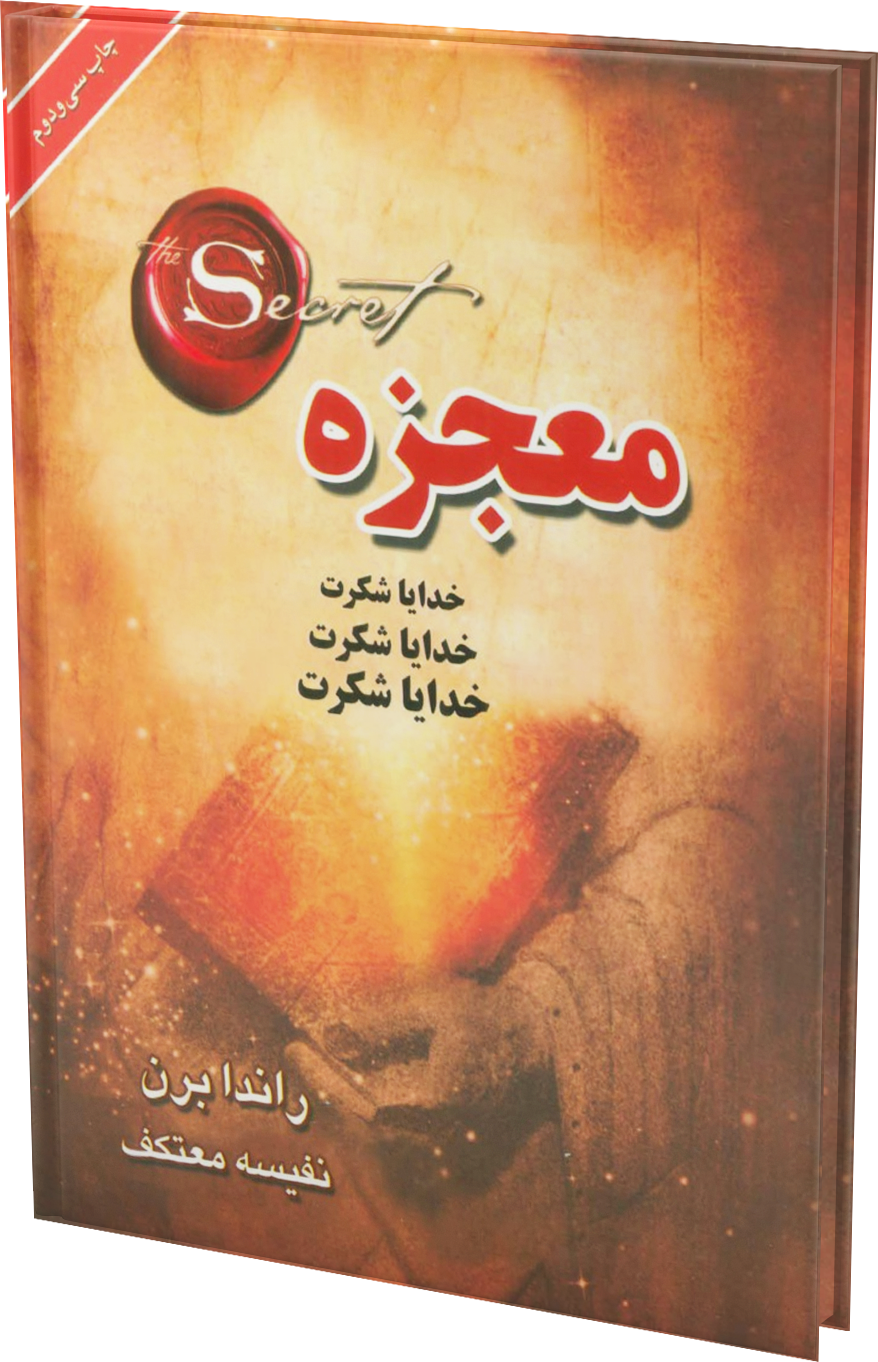 چاپ سی و دوم
the Secret
معجزه
خدایا شکرت
خدایا شکرت
خدایا شکرت
راندا برن
نفیسه معتکف